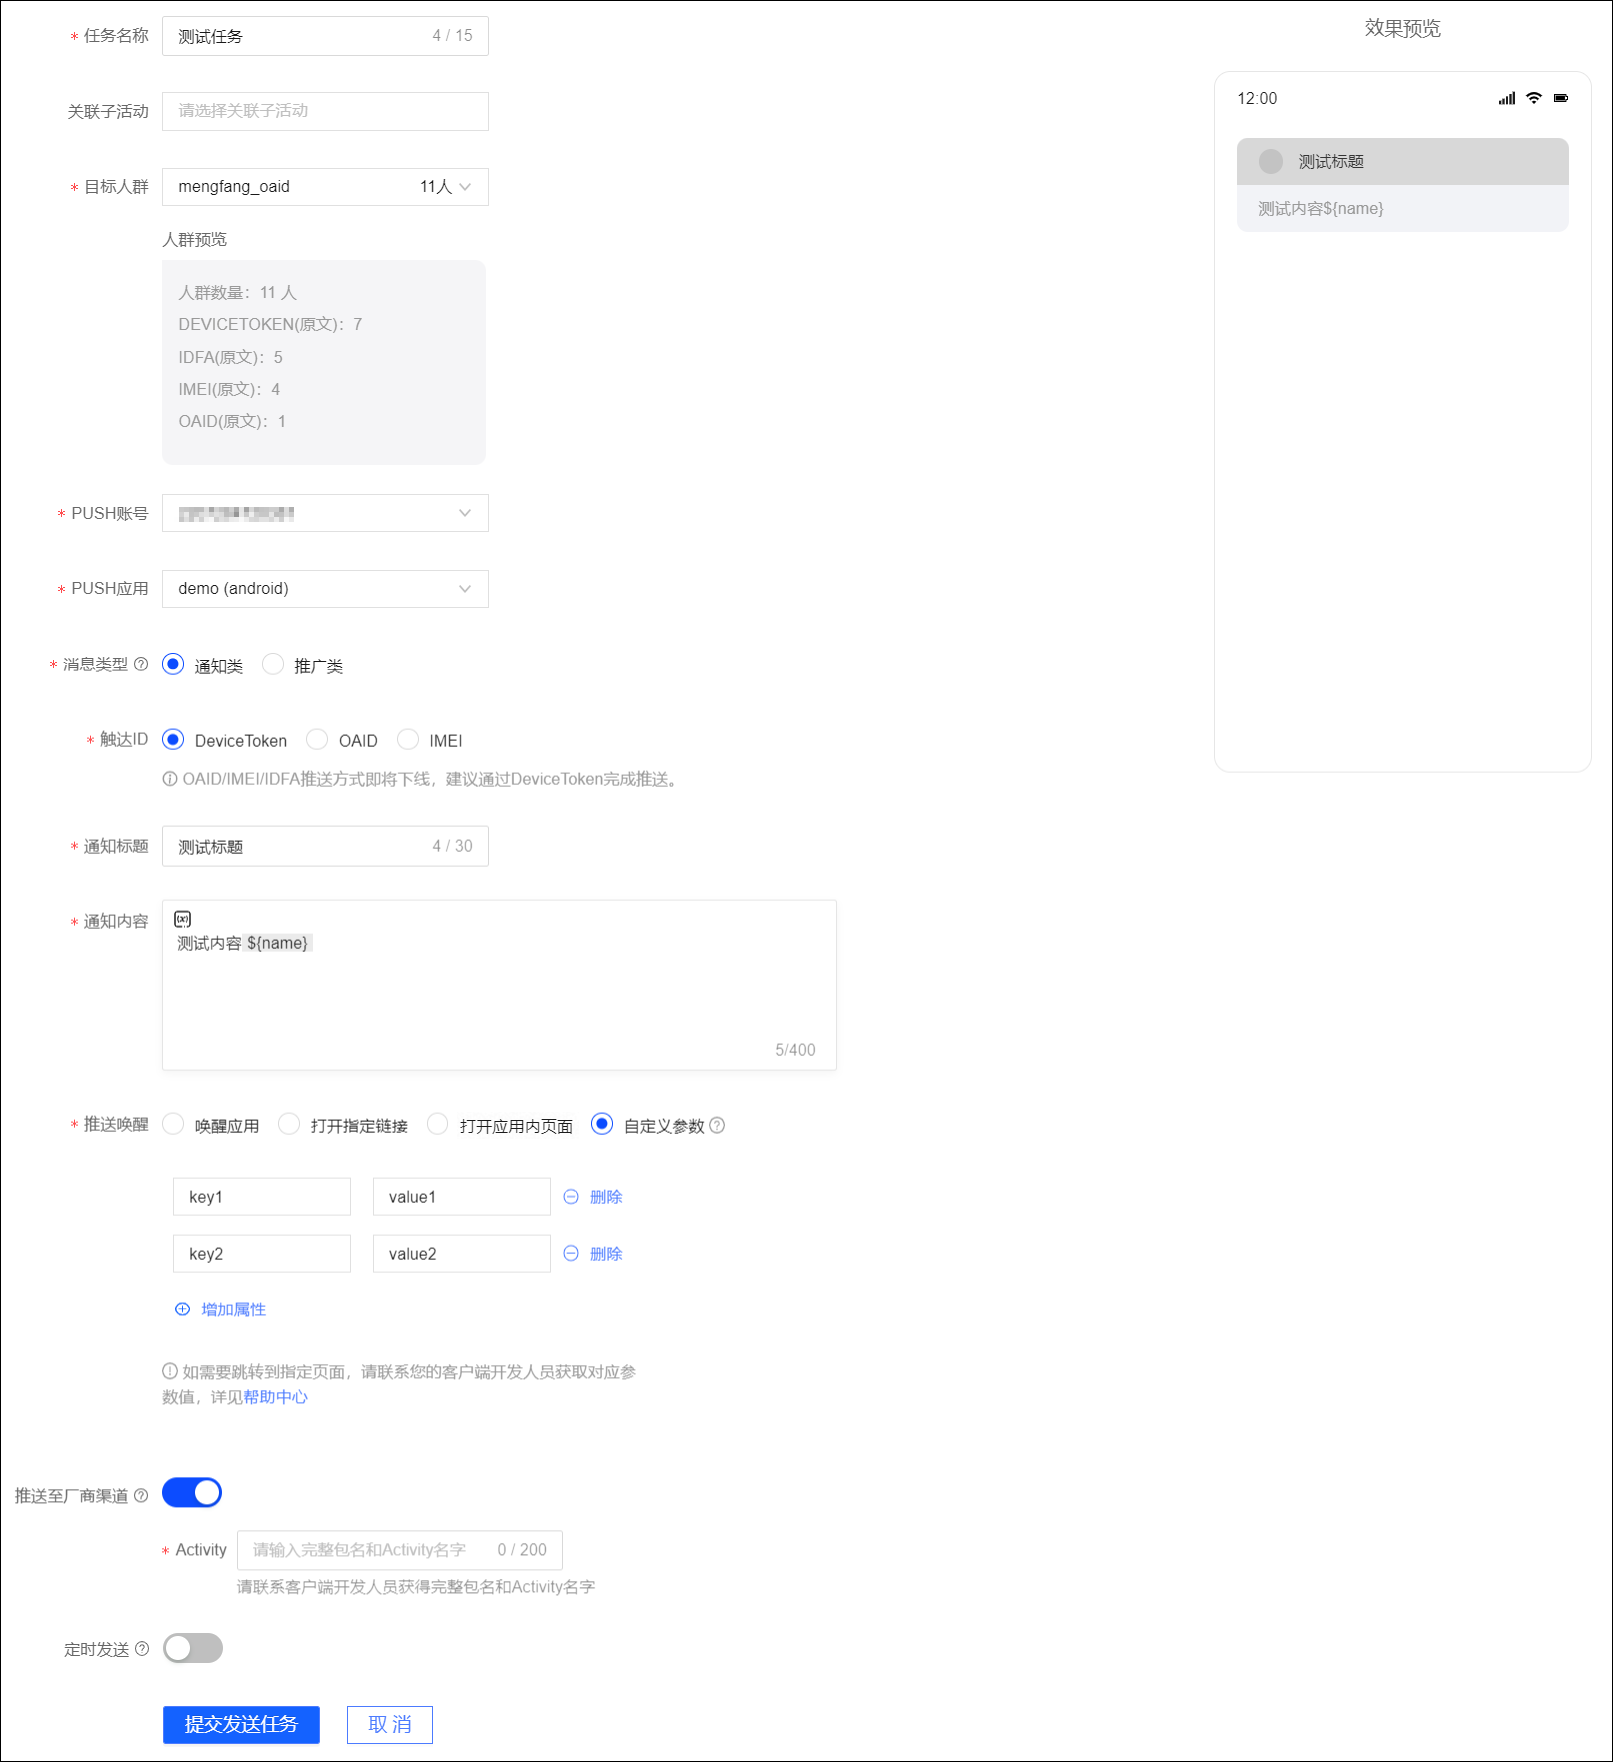 * 任务名称 测试任务 4 / 15
关联子活动 请选择关联子活动
* 目标人群 mengfang_oaid 11人
人群预览
人群数量：11 人
DEVICETOKEN(原文)：7
IDFA(原文)：5
IMEI(原文)：4
OAID(原文)：1
* PUSH账号
* PUSH应用 demo (android)
* 消息类型 通知类 推广类
* 触达ID DeviceToken OAID IMEI
OAID/IMEI/IDFA推送方式即将下线，建议通过DeviceToken完成推送。
* 通知标题 测试标题 4 / 30
* 通知内容
测试内容 ${name}
5/400
* 推送唤醒 唤醒应用 打开指定链接 打开应用内页面 自定义参数
key1 value1 删除
key2 value2 删除
增加属性
如需要跳转到指定页面，请联系您的客户端开发人员获取对应参
数值，详见帮助中心
推送至厂商渠道
* Activity 请输入完整包名和Activity名字 0 / 200
请联系客户端开发人员获得完整包名和Activity名字
定时发送
提交发送任务 取 消
效果预览
12:00
测试标题
测试内容${name}